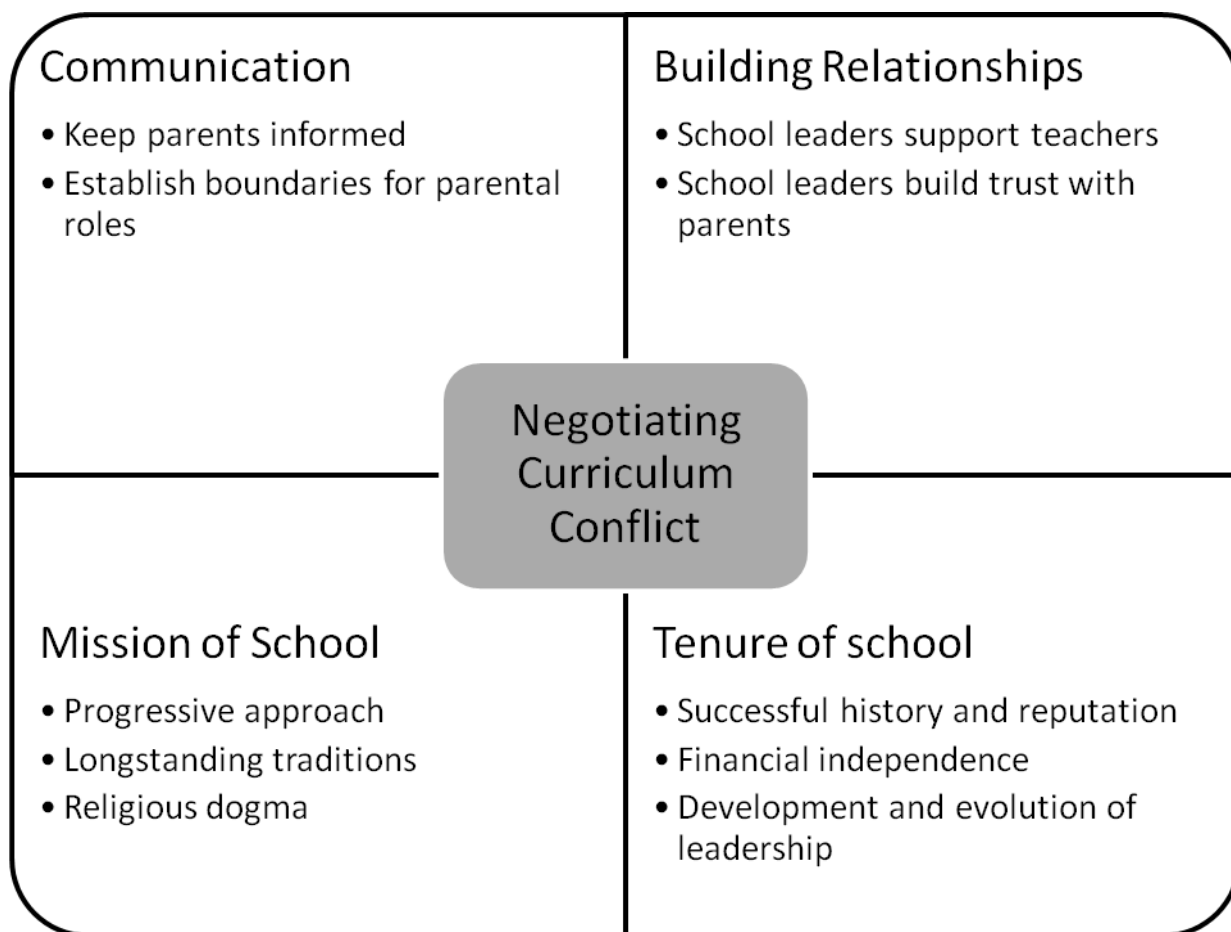 Communication
• Keep parents informed
• Establish boundaries for parental
roles
Building Relationships
• School leaders support teachers
• School leaders build trust with
parents
Negotiating
Curriculum
Conflict
Mission of School
• Progressive approach
• Longstanding traditions
• Religious dogma
Tenure of school
• Successful history and reputation
• Financial independence
• Development and evolution of
leadership